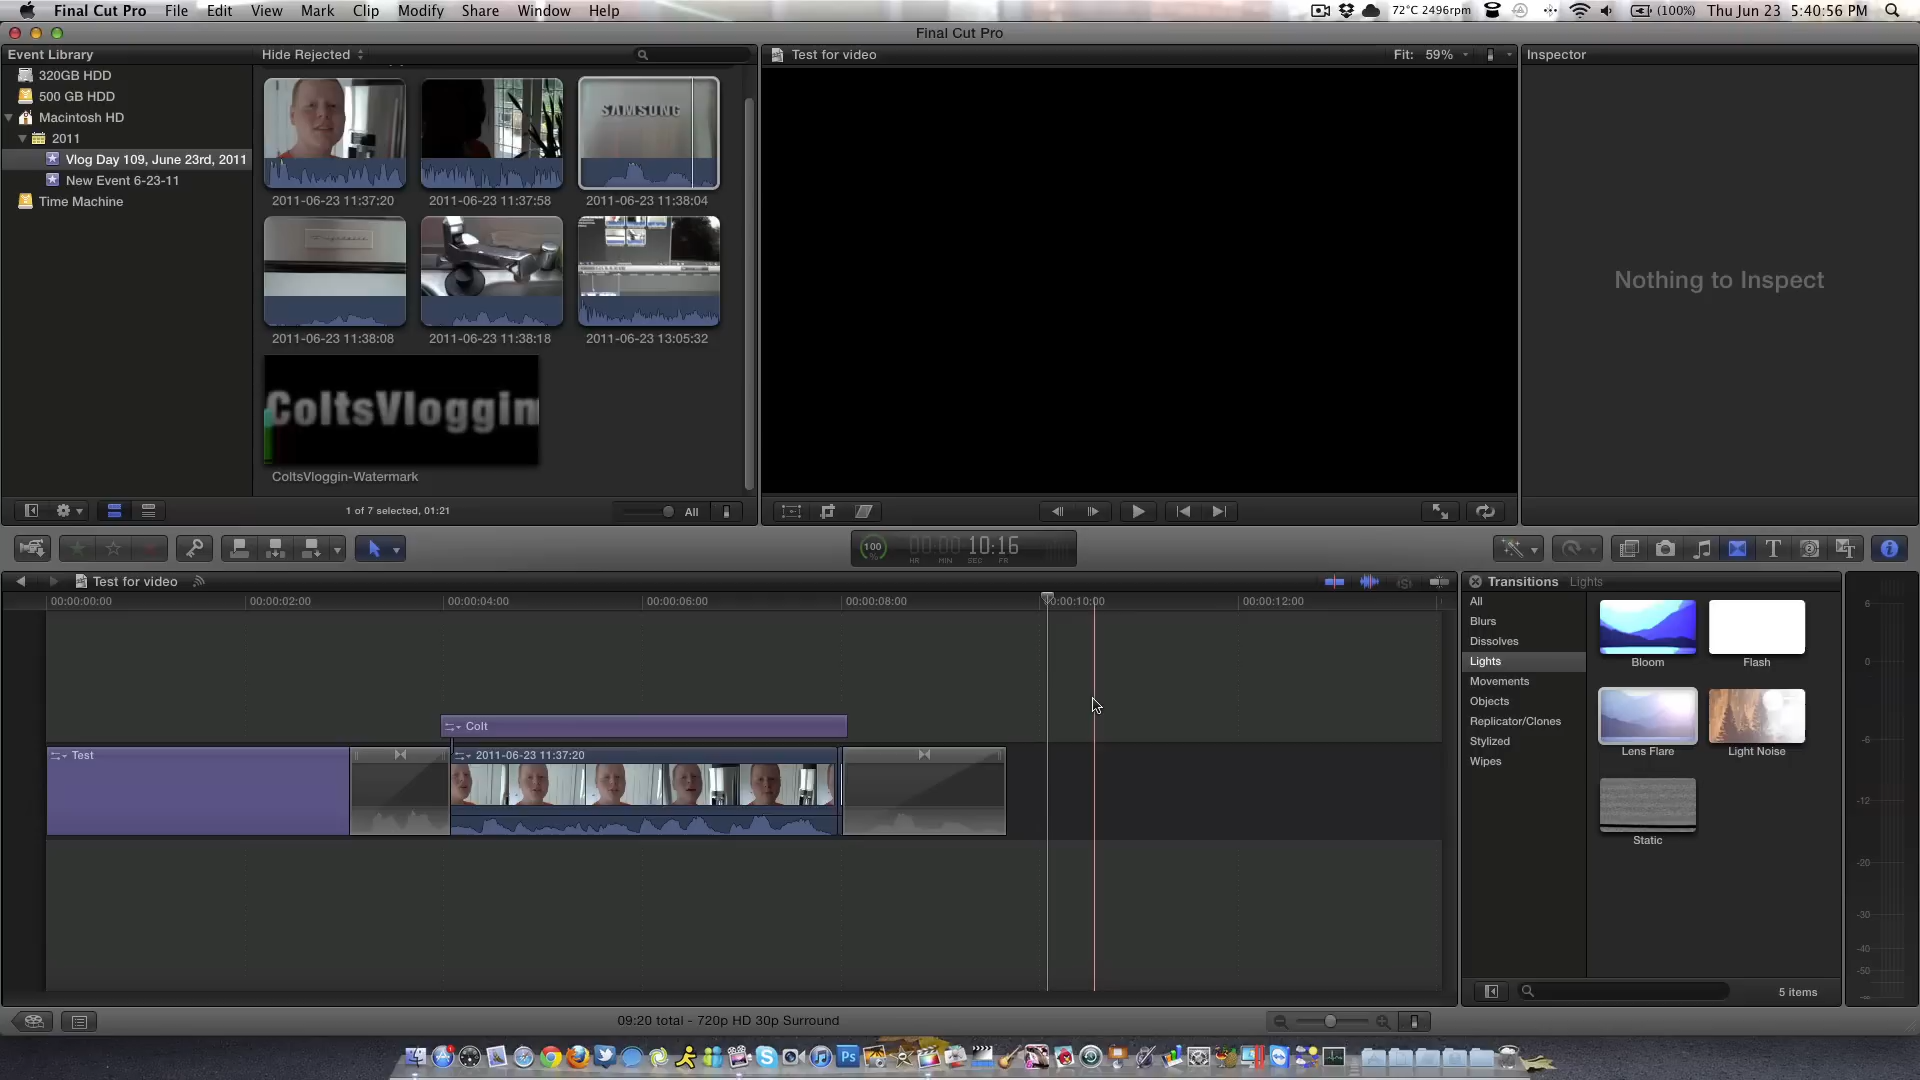 Final Cut Pro File Edit View Mark Clip Modify Share Window Help 72°C 2496rpm (100%) Thu Jun 23 5:40:56 PM
Final Cut Pro
Event Library Hide Rejected Test for video Fit: 59% Inspector
320GB HDD
500 GB HDD
Macintosh HD
2011
Vlog Day 109, June 23rd, 2011
New Event 6-23-11
Time Machine
SAMSUNG
2011-06-23 11:37:20 2011-06-23 11:37:58 2011-06-23 11:38:04
2011-06-23 11:38:08 2011-06-23 11:38:18 2011-06-23 13:05:32
ColtsVloggin
ColtsVloggin-Watermark
Nothing to Inspect
1 of 7 selected, 01:21 All
100 % 00:00 10:16
HR MIN SEC FR
Test for video
Transitions Lights
00:00:00:00 00:00:02:00 00:00:04:00 00:00:06:00 00:00:08:00 00:00:10:00 00:00:12:00
Colt
Test
2011-06-23 11:37:20
All
Blurs
Dissolves
Lights
Movements
Objects
Replicator/Clones
Stylized
Wipes
Bloom Flash
Lens Flare Light Noise
Static
6
0
-6
-12
-20
-30
-40
-50
-∞
5 items
09:20 total - 720p HD 30p Surround